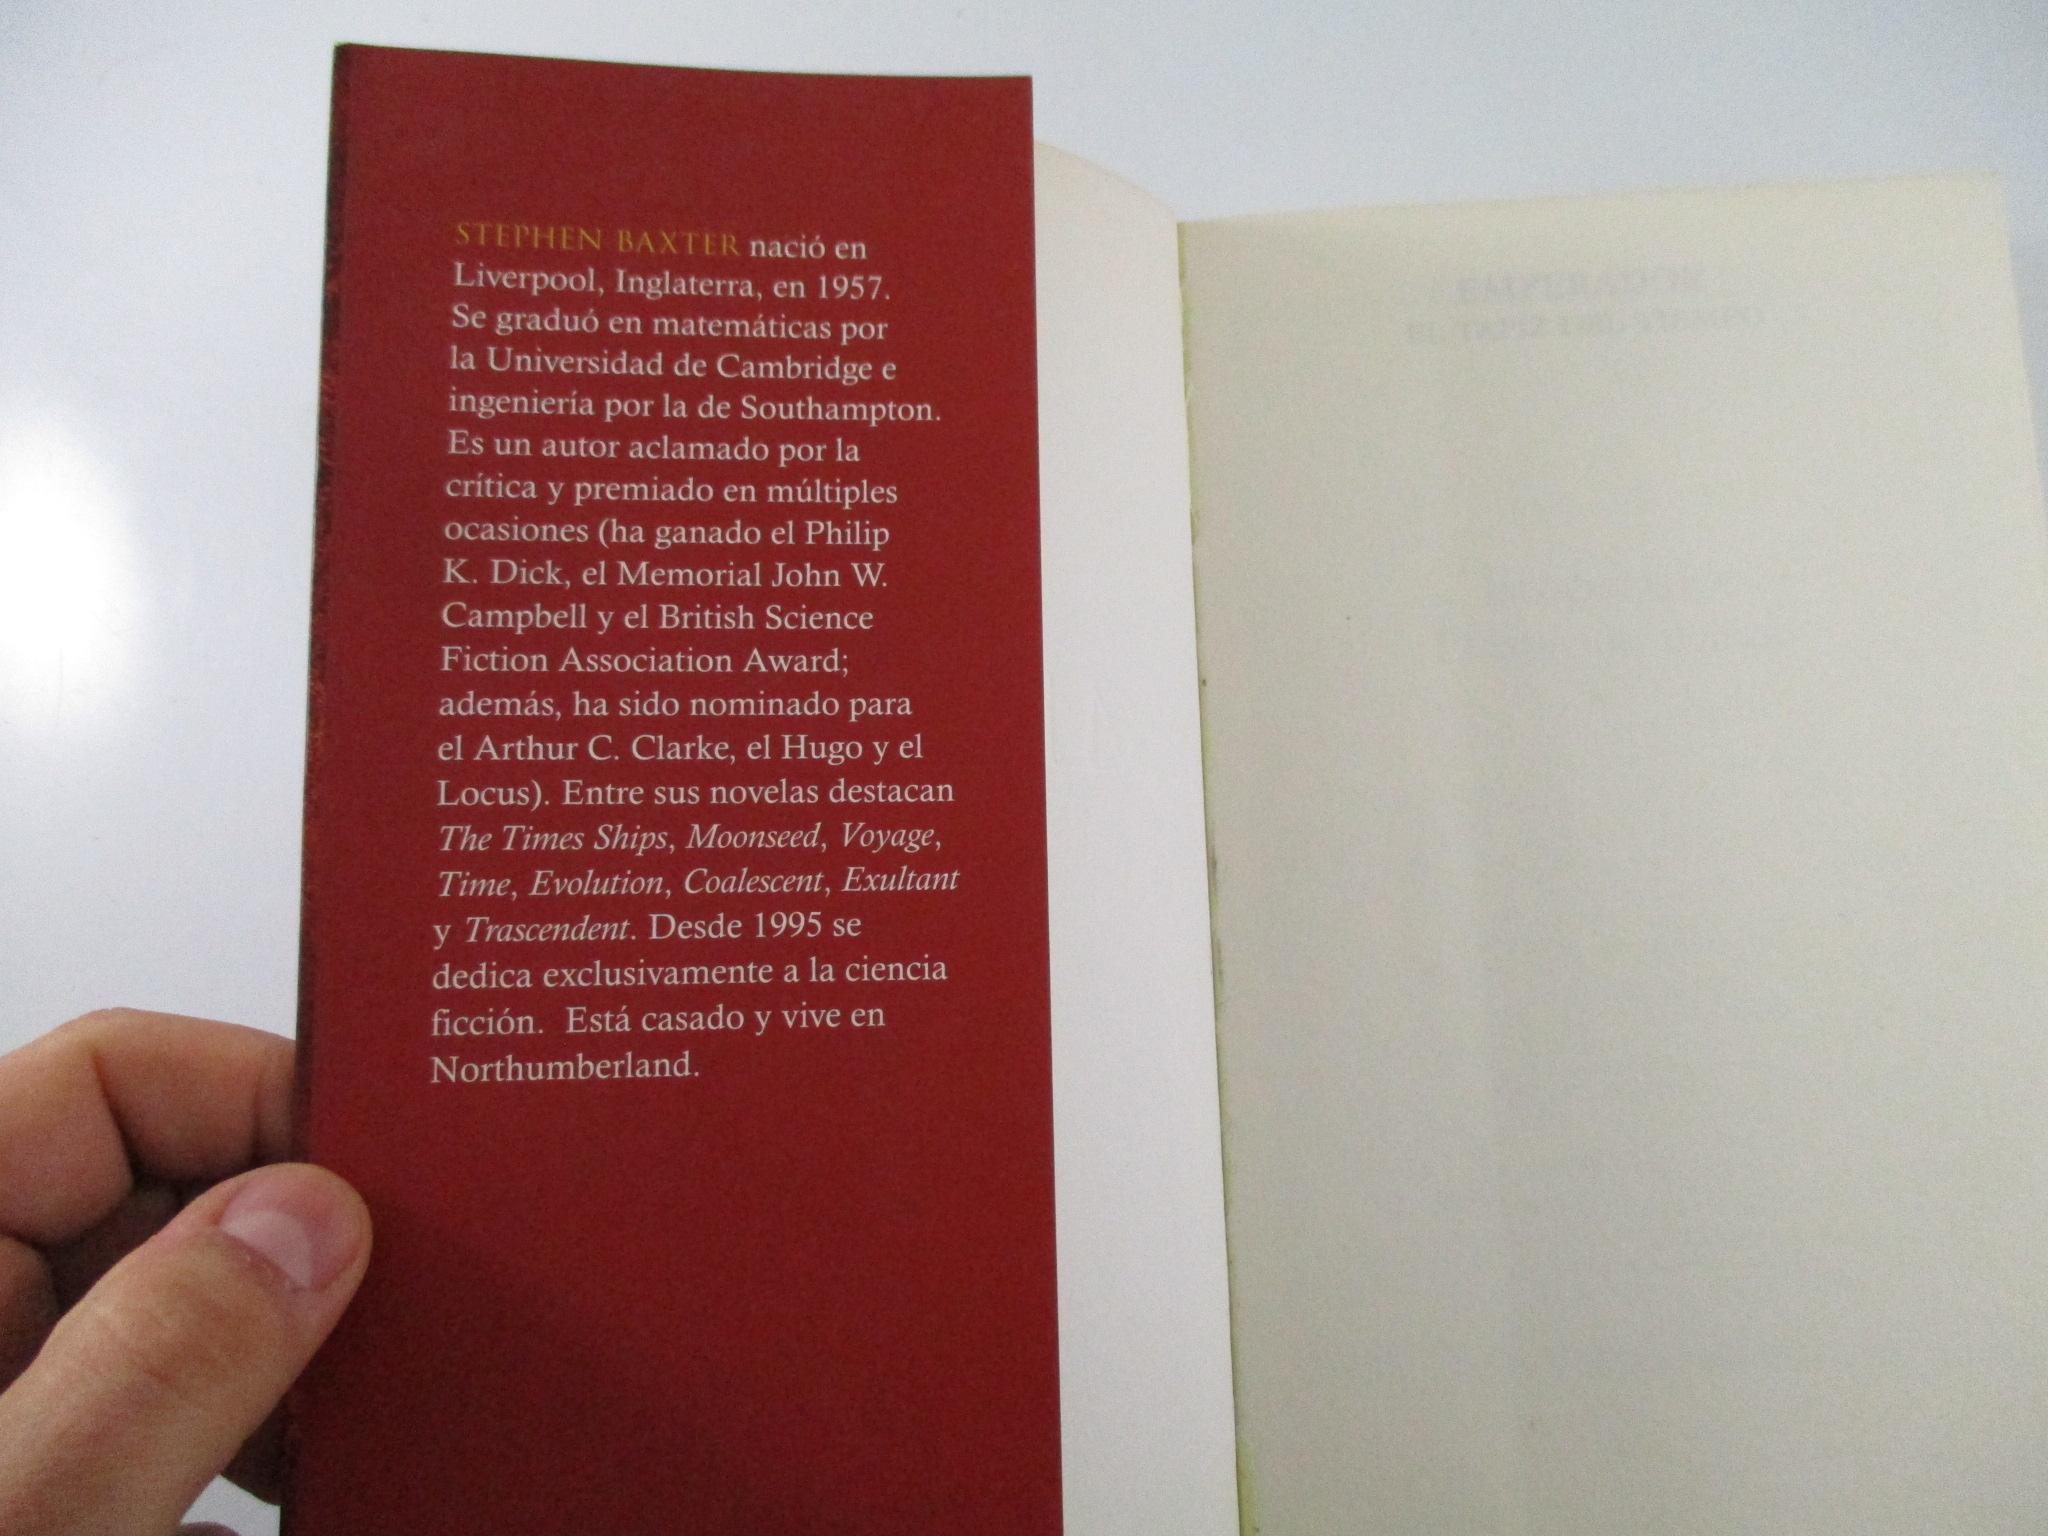 STEPHEN BAXTER nació en
Liverpool, Inglaterra, en 1957.
Se graduó en matemáticas por
la Universidad de Cambridge e
ingeniería por la de Southampton.
Es un autor aclamado por la
crítica y premiado en múltiples
ocasiones (ha ganado el Philip
K. Dick, el Memorial John W.
Campbell y el British Science
Fiction Association Award;
además, ha sido nominado para
el Arthur C. Clarke, el Hugo y el
Locus). Entre sus novelas destacan
The Times Ships, Moonseed, Voyage,
Time, Evolution, Coalescent, Exultant
y Trascendent. Desde 1995 se
dedica exclusivamente a la ciencia
ficción. Está casado y vive en
Northumberland.